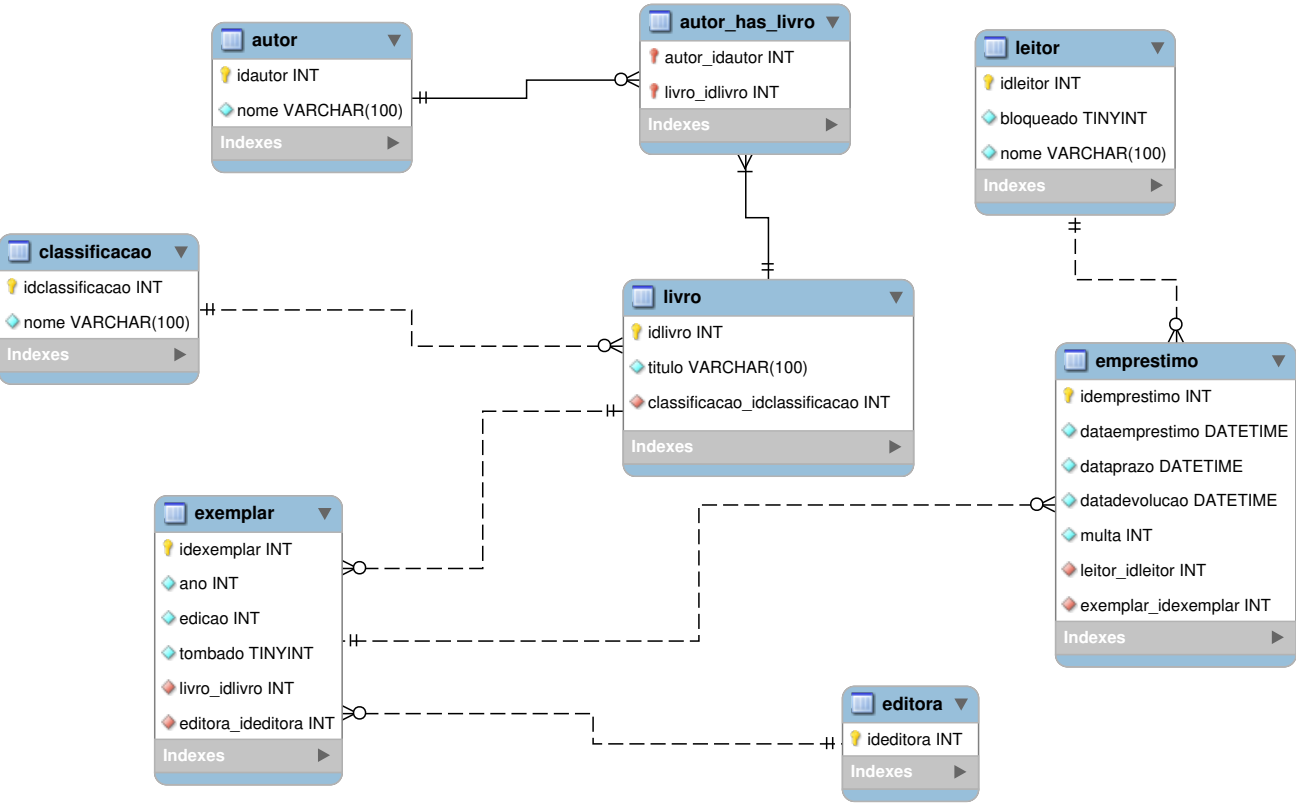 autor
idautor INT
nome VARCHAR(100)
Indexes
autor_has_livro
autor_idautor INT
livro_idlivro INT
Indexes
leitor
idleitor INT
bloqueado TINYINT
nome VARCHAR(100)
Indexes
classificacao
idclassificacao INT
nome VARCHAR(100)
Indexes
livro
idlivro INT
titulo VARCHAR(100)
classificacao_idclassificacao INT
Indexes
emprestimo
idemprestimo INT
dataemprestimo DATETIME
dataprazo DATETIME
datadevolucao DATETIME
multa INT
leitor_idleitor INT
exemplar_idexemplar INT
Indexes
exemplar
idexemplar INT
ano INT
edicao INT
tombado TINYINT
livro_idlivro INT
editora_ideditora INT
Indexes
editora
ideditora INT
Indexes